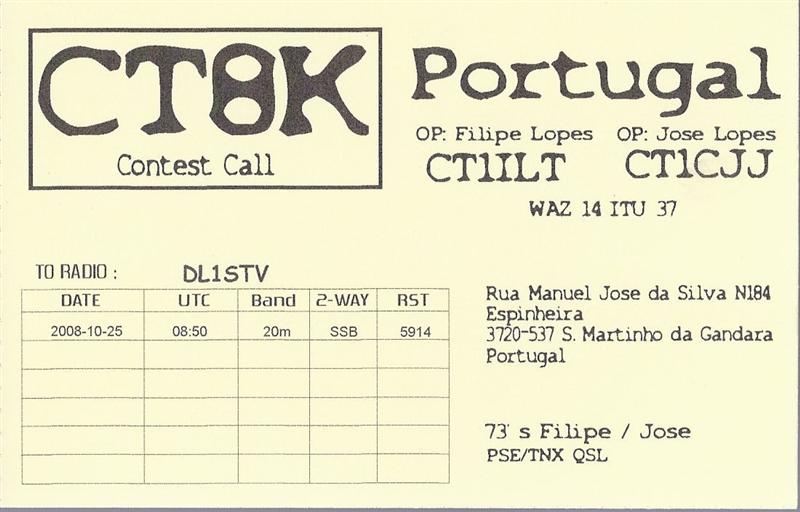 CT8K
Contest Call
Portugal
OP: Filipe Lopes OP: Jose Lopes
CT1ILT CT1CJJ
WAZ 14 ITU 37
TO RADIO : DL1STV
DATE UTC Band 2-WAY RST
2008-10-25 08:50 20m SSB 5914
Rua Manuel Jose da Silva N184
Espinheira
3720-537 S. Martinho da Gandara
Portugal
73' s Filipe / Jose
PSE/TNX QSL